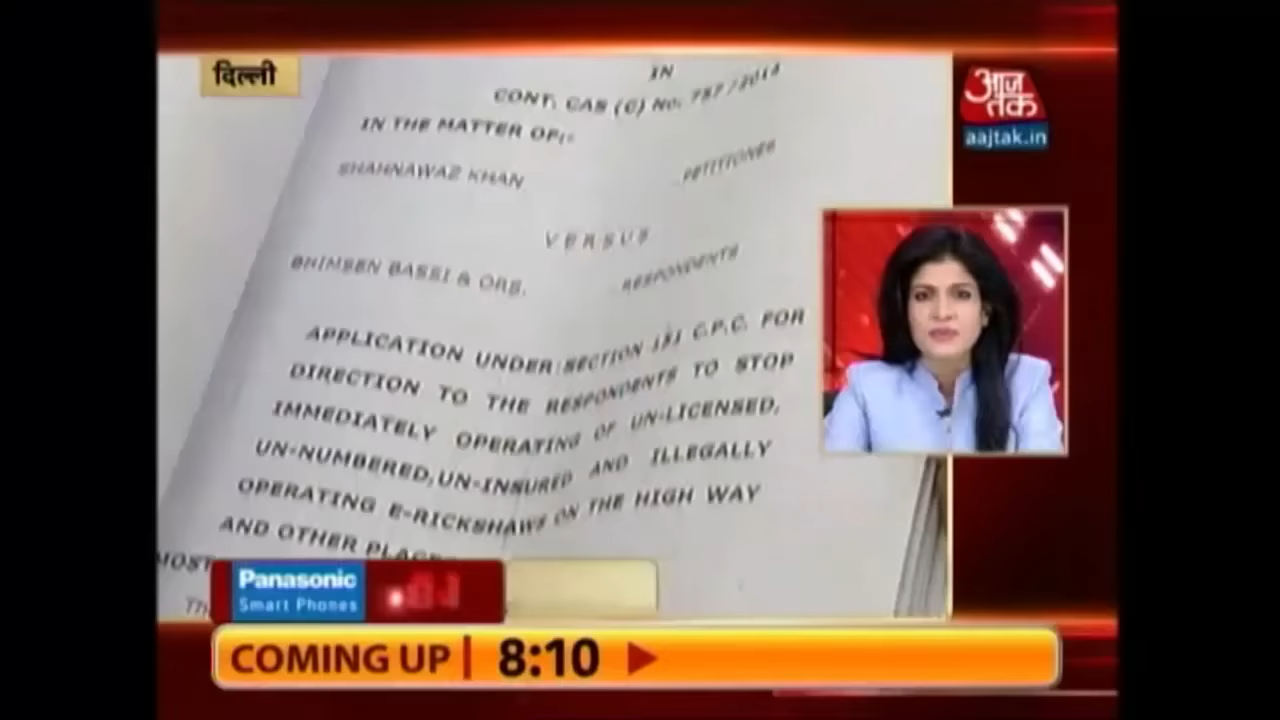 दिल्ली
आज
तक
aajtak.in
IN
CONT. CAS (C) No. 757/2014
IN THE MATTER OF:-
SHAHNAWAZ KHAN PETITIONER
VERSUS
BHIMSEN BASSI & ORS. RESPONDENTS
APPLICATION UNDER SECTION 151 C.P.C. FOR
DIRECTION TO THE RESPONDENTS TO STOP
IMMEDIATELY OPERATING OF UN-LICENSED,
UN-NUMBERED, UN-INSURED AND ILLEGALLY
OPERATING E-RICKSHAWS ON THE HIGH WAY
AND OTHER
MOST
Th
Panasonic
Smart Phones
COMING UP 8:10